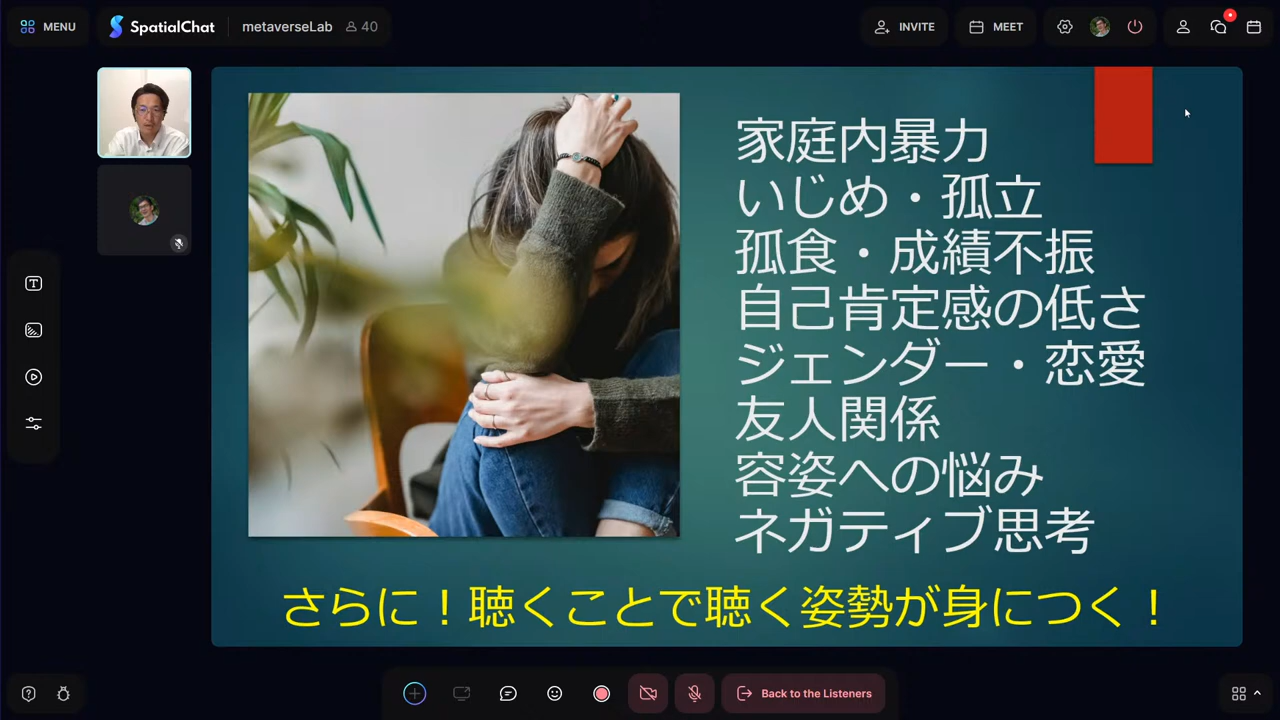 MENU
SpatialChat
metaverseLab
40
INVITE
MEET
家庭内暴力
いじめ・孤立
孤食・成績不振
自己肯定感の低さ
ジェンダー・恋愛
友人関係
容姿への悩み
ネガティブ思考
さらに！聴くことで聴く姿勢が身につく！
Back to the Listeners